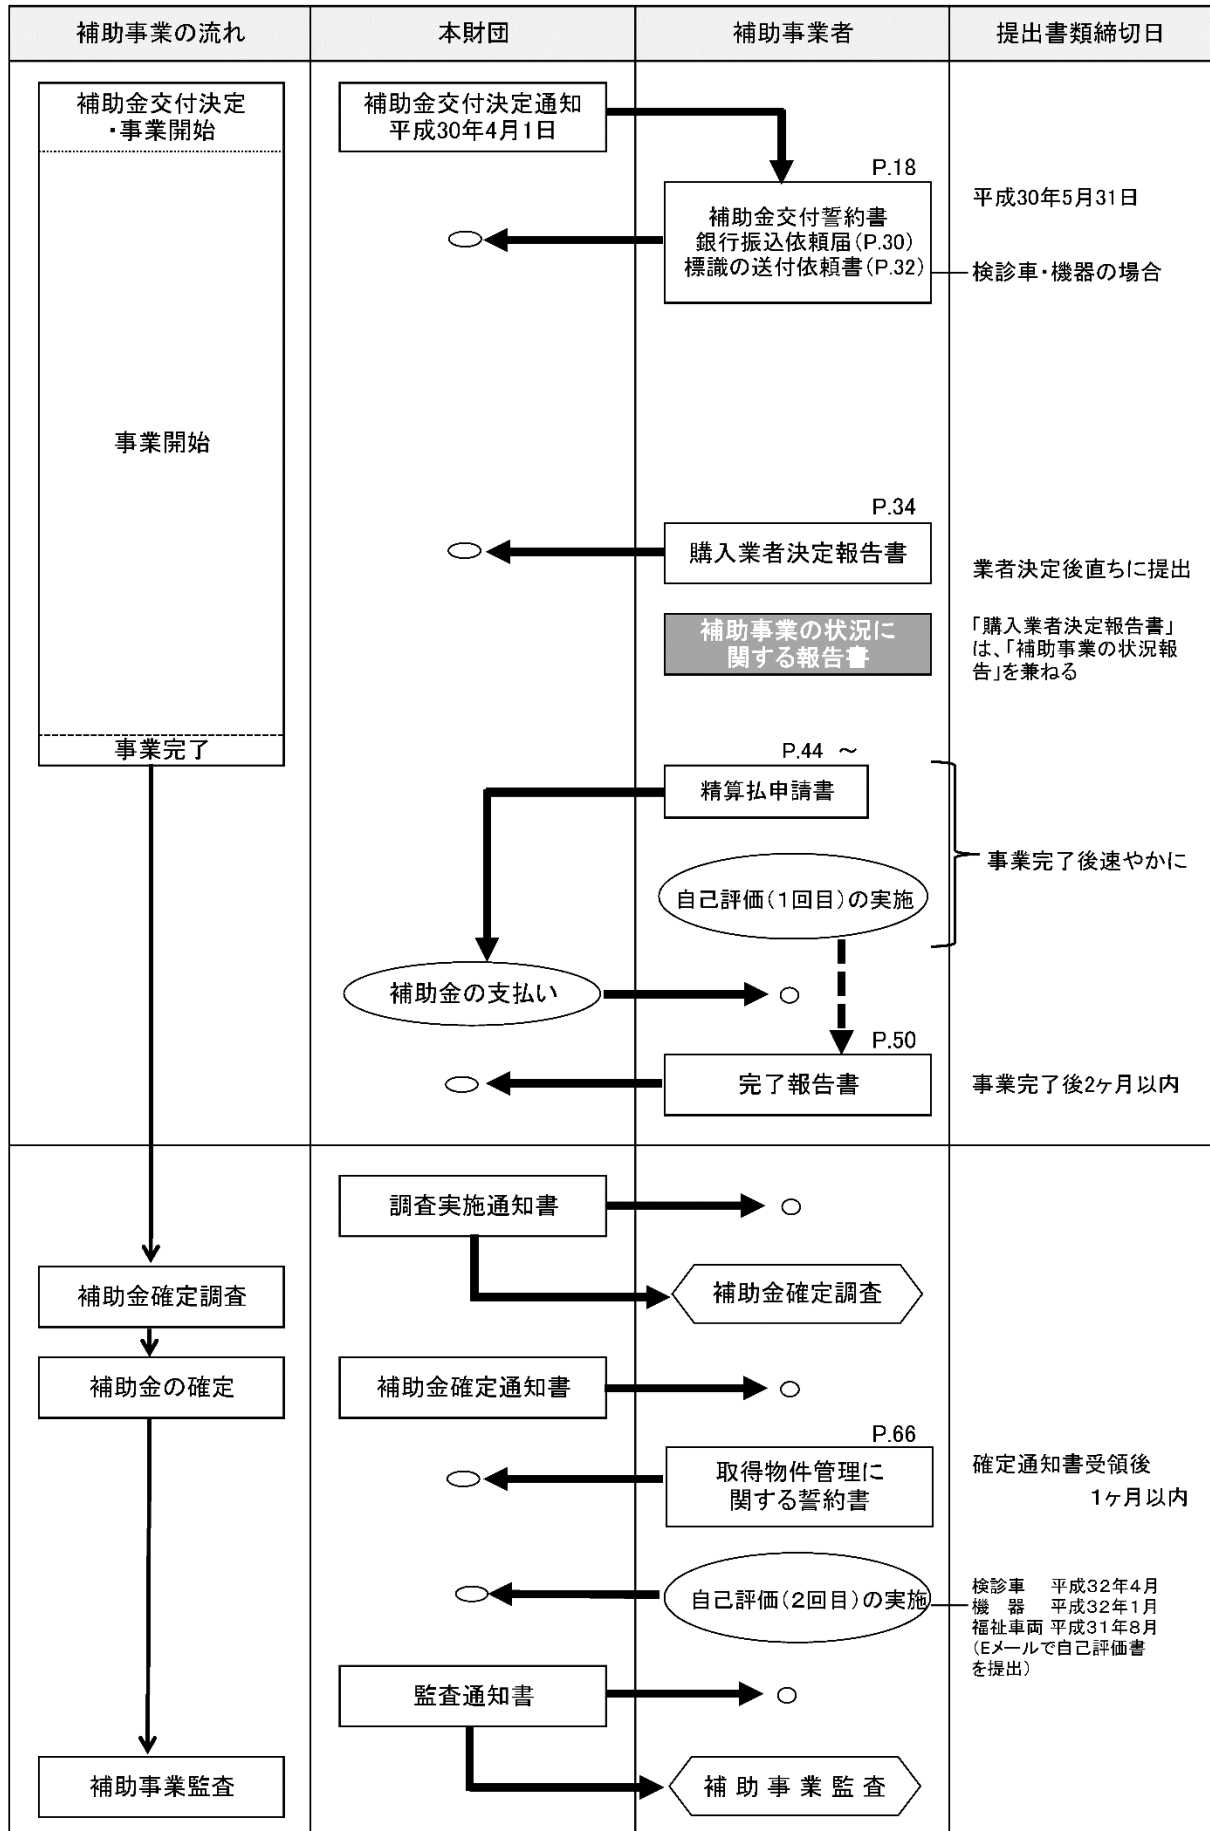 補助事業の流れ
本財団
補助事業者
提出書類締切日
補助金交付決定
・事業開始
補助金交付決定通知
平成30年4月1日
P.18
補助金交付誓約書
銀行振込依頼届(P.30)
標識の送付依頼書(P.32)
平成30年5月31日
検診車・機器の場合
事業開始
P.34
購入業者決定報告書
業者決定後直ちに提出
補助事業の状況に
関する報告書
「購入業者決定報告書」
は、「補助事業の状況報
告」を兼ねる
事業完了
P.44 ～
精算払申請書
事業完了後速やかに
自己評価(1回目)の実施
補助金の支払い
P.50
完了報告書
事業完了後2ヶ月以内
調査実施通知書
補助金確定調査
補助金確定調査
補助金の確定
補助金確定通知書
P.66
取得物件管理に
関する誓約書
確定通知書受領後
1ヶ月以内
自己評価(2回目)の実施
検診車 平成32年4月
機 器 平成32年1月
福祉車両 平成31年8月
(Eメールで自己評価書
を提出)
監査通知書
補助事業監査
補 助 事 業 監 査